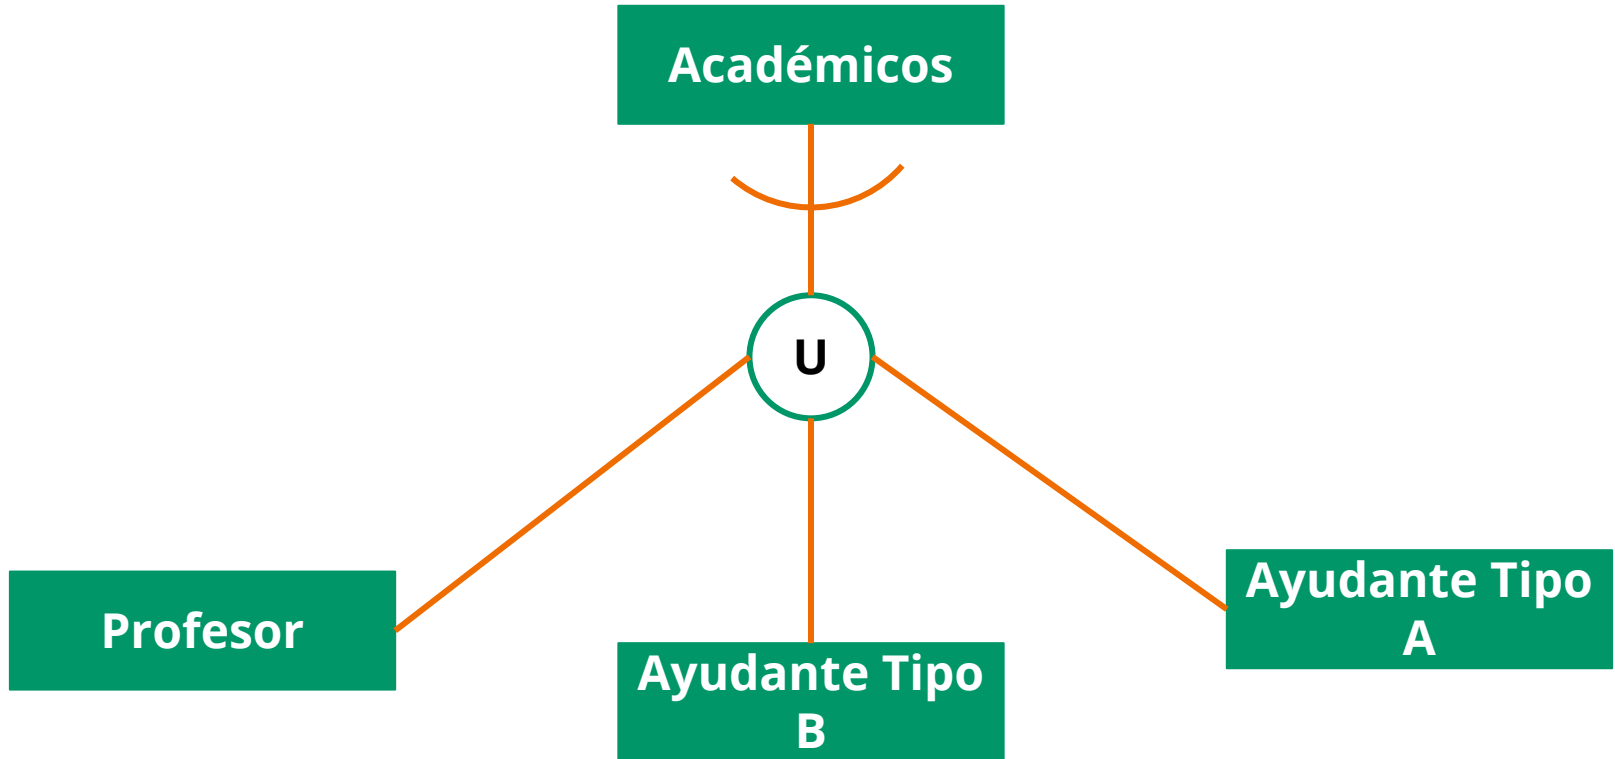 Académicos
U
Profesor
Ayudante Tipo
B
Ayudante Tipo
A